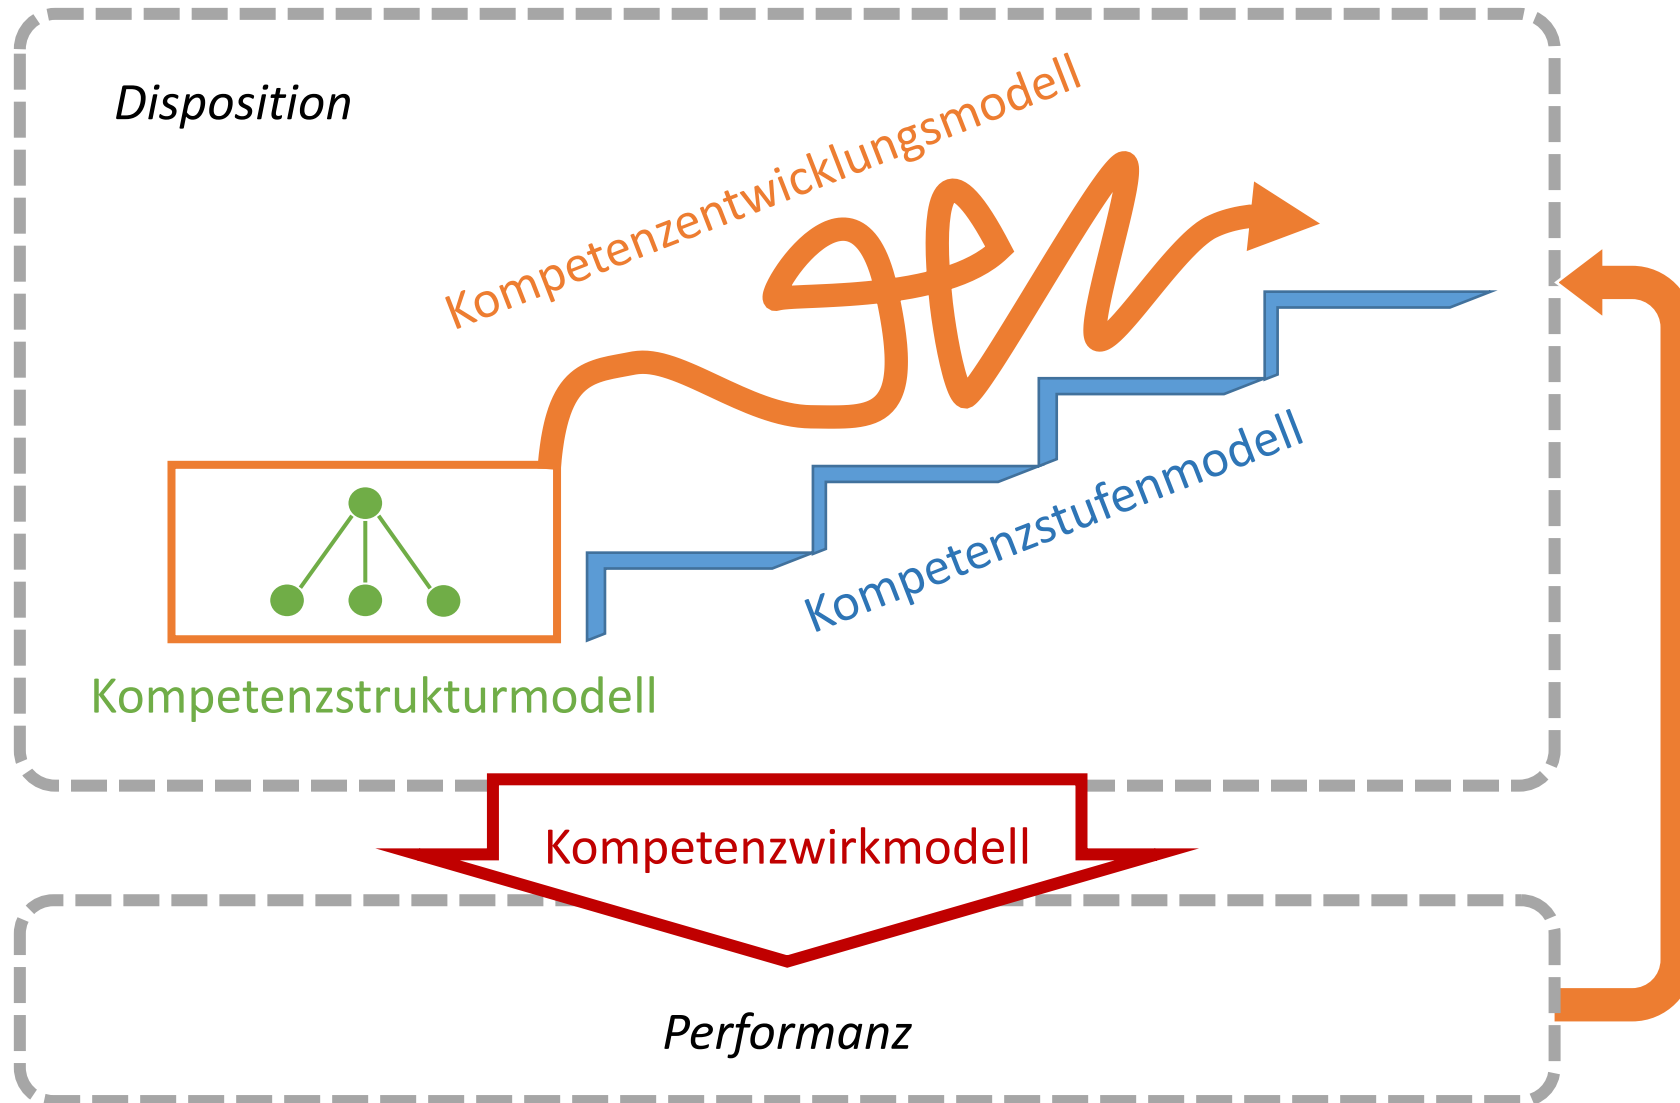 Disposition
Kompetenzentwicklungsmodell
Kompetenzstufenmodell
Kompetenzstrukturmodell
Kompetenzwirkmodell
Performanz